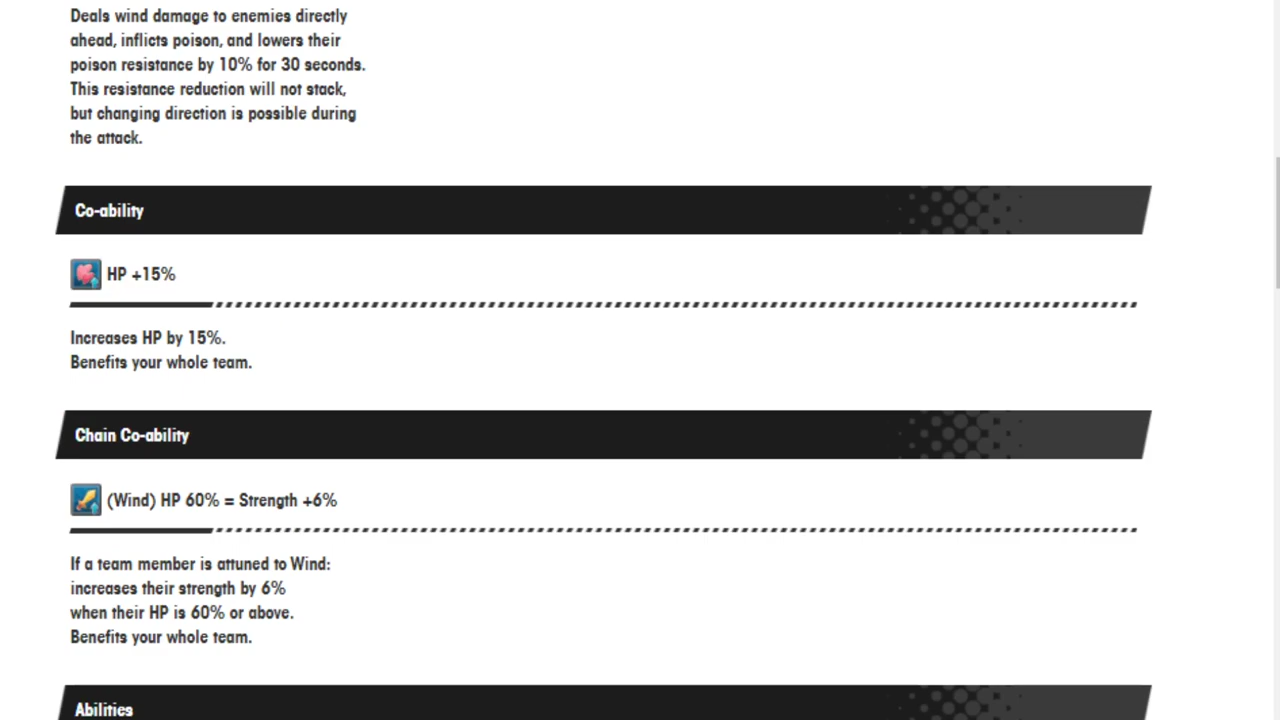 Deals wind damage to enemies directly
ahead, inflicts poison, and lowers their
poison resistance by 10% for 30 seconds.
This resistance reduction will not stack,
but changing direction is possible during
the attack.
Co-ability
HP +15%
Increases HP by 15%.
Benefits your whole team.
Chain Co-ability
(Wind) HP 60% = Strength +6%
If a team member is attuned to Wind:
increases their strength by 6%
when their HP is 60% or above.
Benefits your whole team.
Abilities